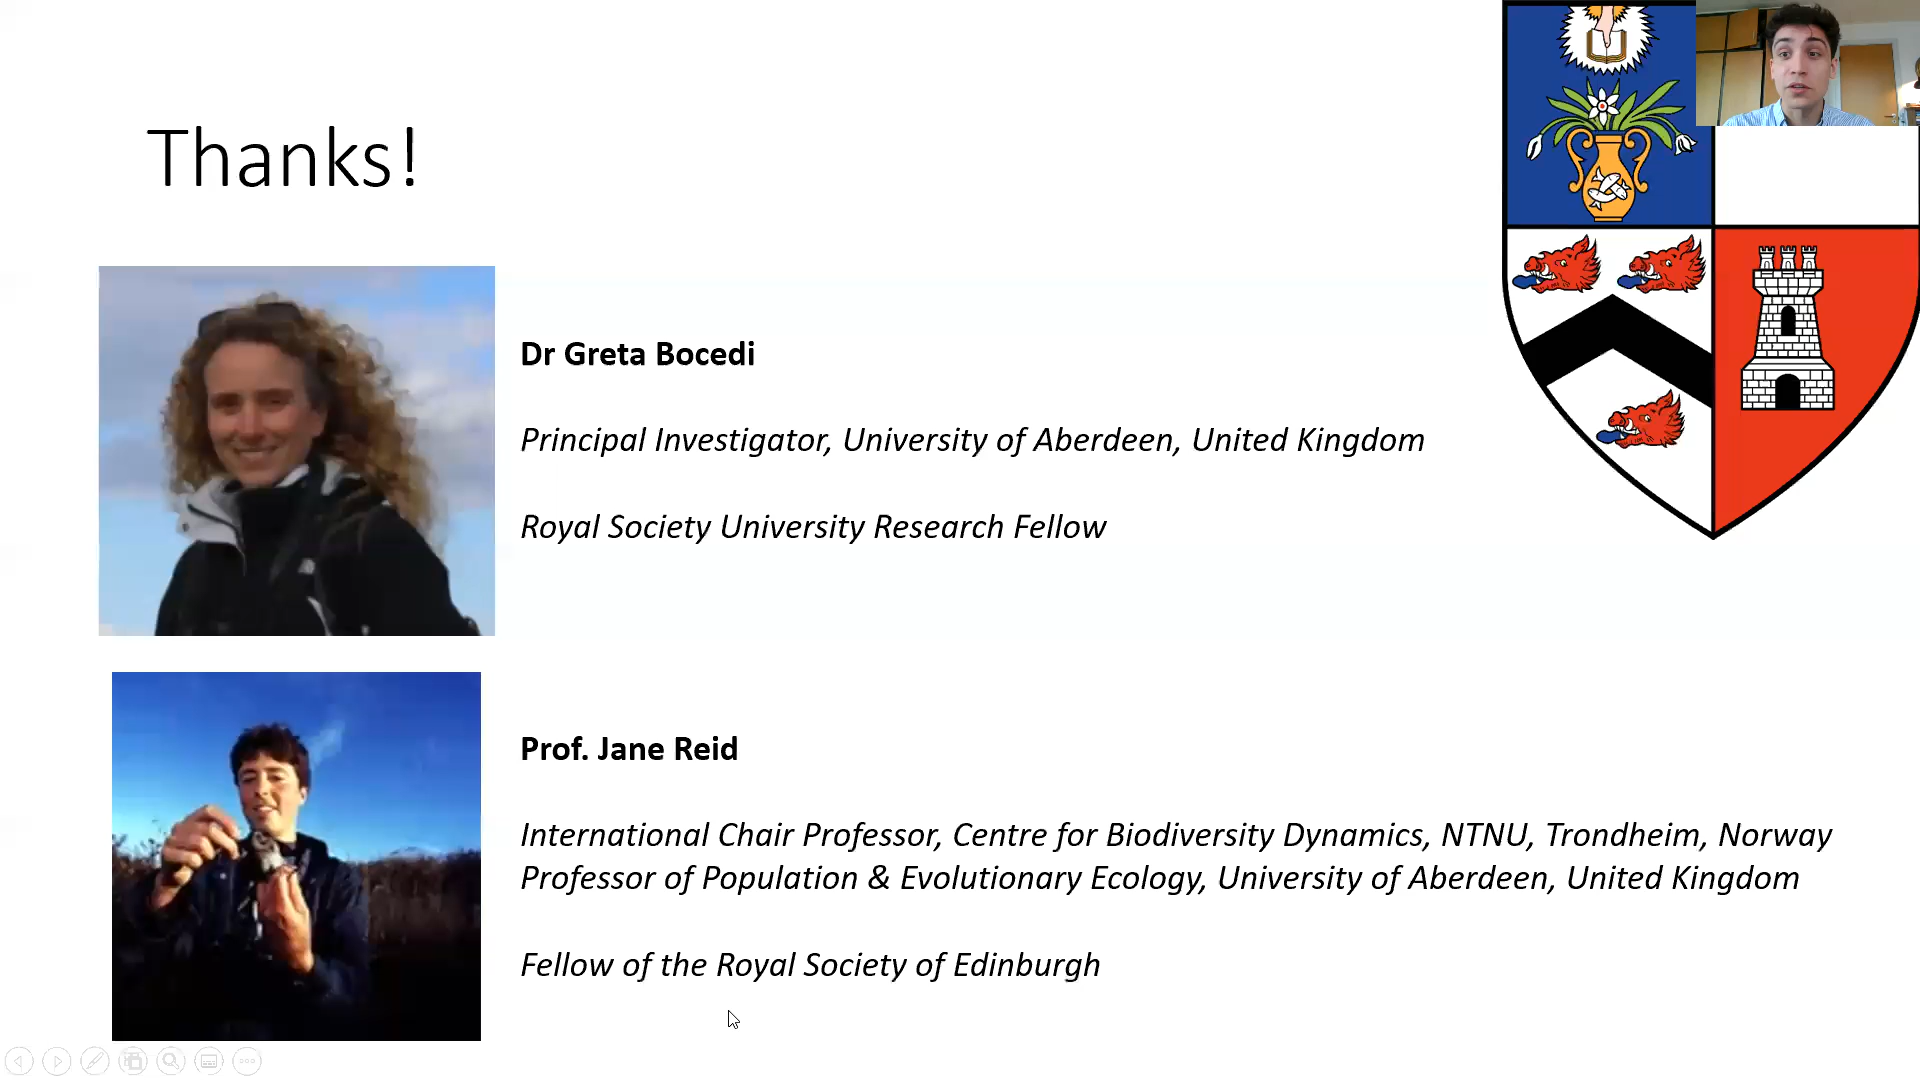 Thanks!
Dr Greta Bocedi
Principal Investigator, University of Aberdeen, United Kingdom
Royal Society University Research Fellow
Prof. Jane Reid
International Chair Professor, Centre for Biodiversity Dynamics, NTNU, Trondheim, Norway
Professor of Population & Evolutionary Ecology, University of Aberdeen, United Kingdom
Fellow of the Royal Society of Edinburgh